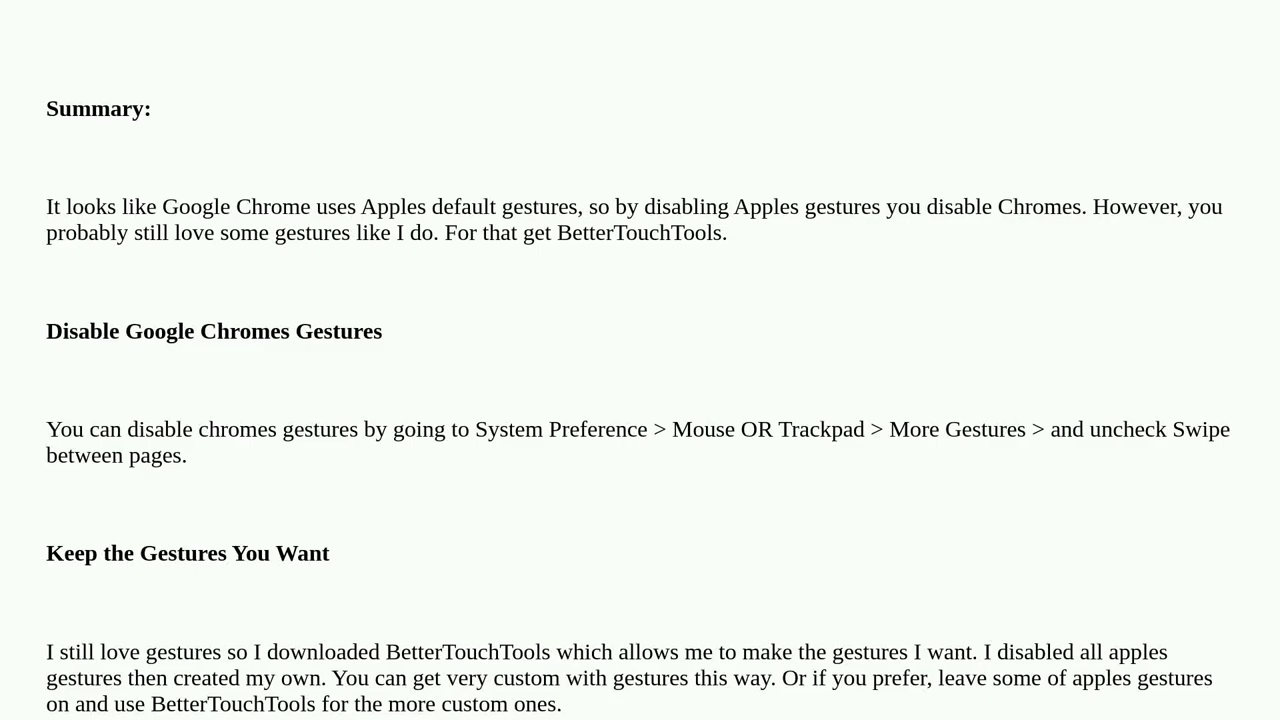 Summary:
It looks like Google Chrome uses Apples default gestures, so by disabling Apples gestures you disable Chromes. However, you
probably still love some gestures like I do. For that get BetterTouchTools.
Disable Google Chromes Gestures
You can disable chromes gestures by going to System Preference > Mouse OR Trackpad > More Gestures > and uncheck Swipe
between pages.
Keep the Gestures You Want
I still love gestures so I downloaded BetterTouchTools which allows me to make the gestures I want. I disabled all apples
gestures then created my own. You can get very custom with gestures this way. Or if you prefer, leave some of apples gestures
on and use BetterTouchTools for the more custom ones.